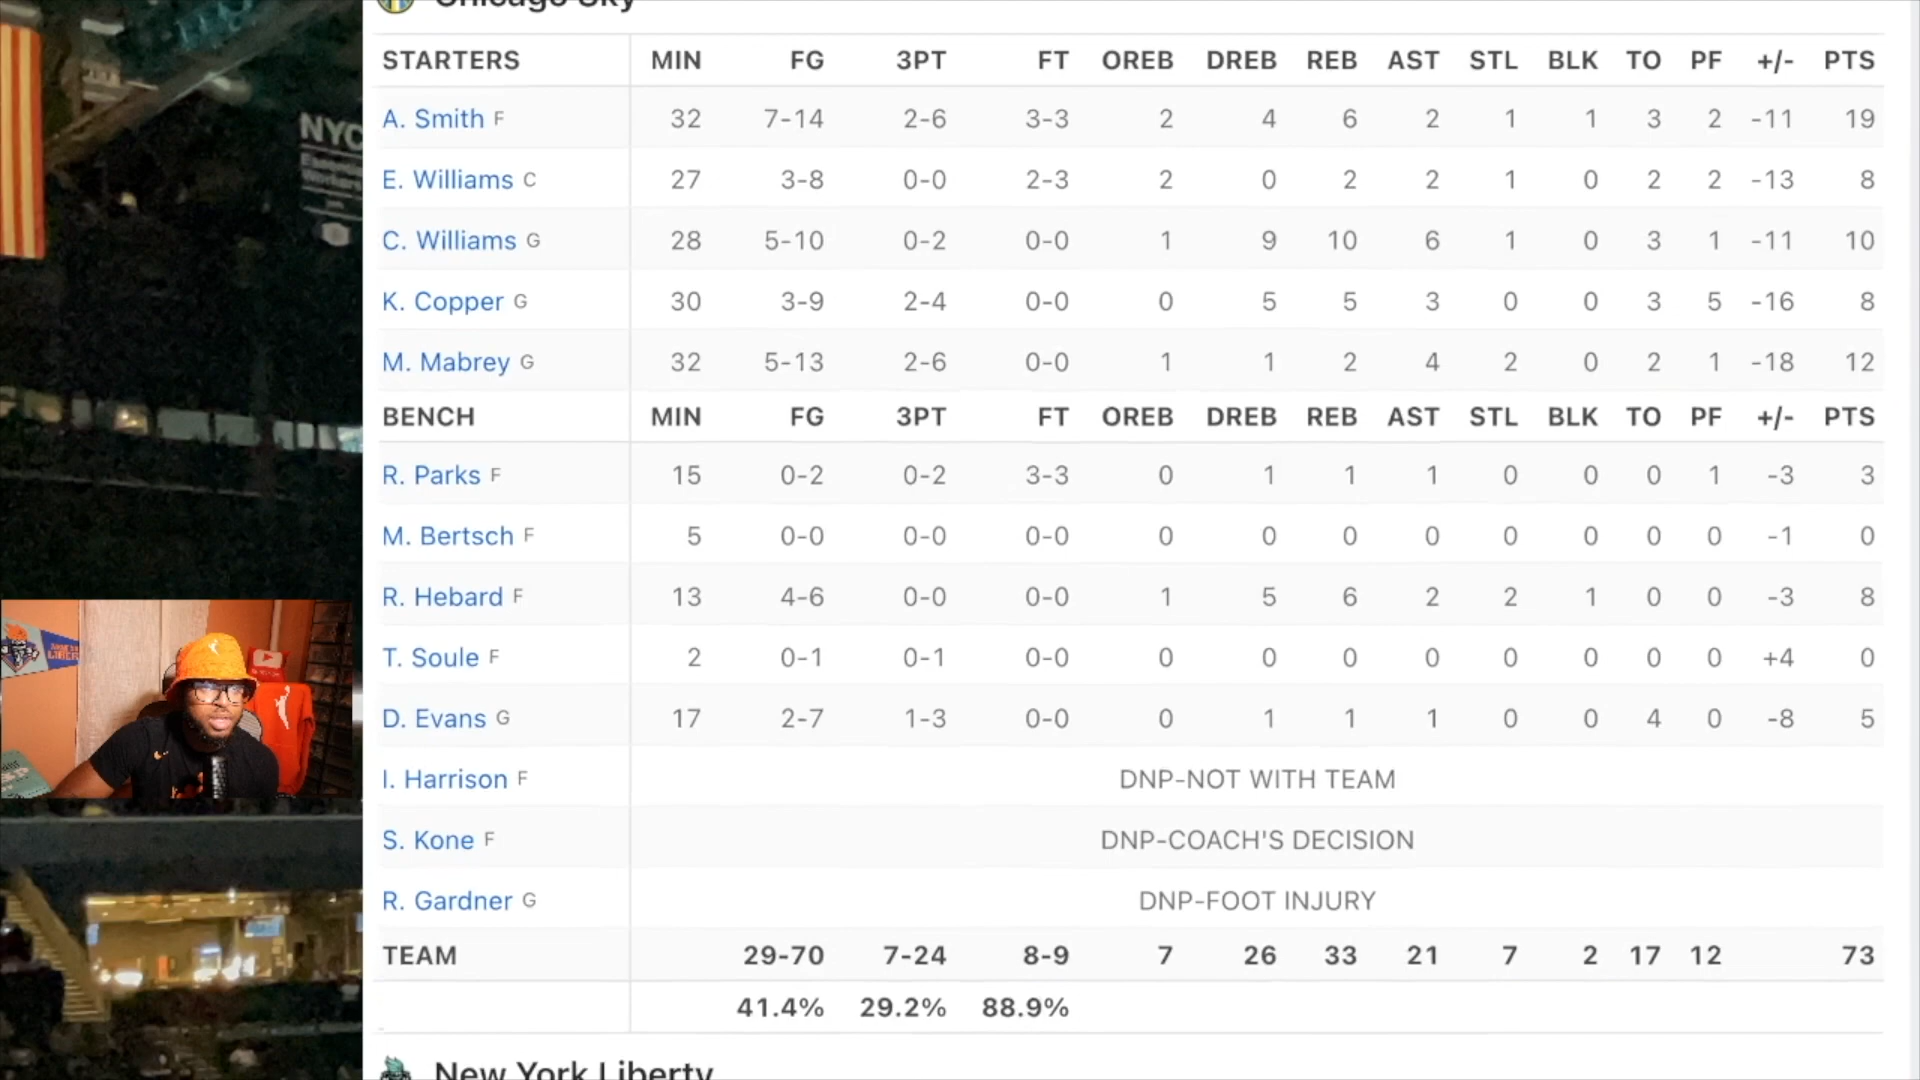 Chicago Sky
STARTERS MIN FG 3PT FT OREB DREB REB AST STL BLK TO PF +/- PTS
A. Smith F 32 7-14 2-6 3-3 2 4 6 2 1 1 3 2 -11 19
E. Williams C 27 3-8 0-0 2-3 2 0 2 2 1 0 2 2 -13 8
C. Williams G 28 5-10 0-2 0-0 1 9 10 6 1 0 3 1 -11 10
K. Copper G 30 3-9 2-4 0-0 0 5 5 3 0 0 3 5 -16 8
M. Mabrey G 32 5-13 2-6 0-0 1 1 2 4 2 0 2 1 -18 12
BENCH MIN FG 3PT FT OREB DREB REB AST STL BLK TO PF +/- PTS
R. Parks F 15 0-2 0-2 3-3 0 1 1 1 0 0 0 1 -3 3
M. Bertsch F 5 0-0 0-0 0-0 0 0 0 0 0 0 0 0 -1 0
R. Hebard F 13 4-6 0-0 0-0 1 5 6 2 2 1 0 0 -3 8
T. Soule F 2 0-1 0-1 0-0 0 0 0 0 0 0 0 0 +4 0
D. Evans G 17 2-7 1-3 0-0 0 1 1 1 0 0 4 0 -8 5
I. Harrison F DNP-NOT WITH TEAM
S. Kone F DNP-COACH'S DECISION
R. Gardner G DNP-FOOT INJURY
TEAM 29-70 7-24 8-9 7 26 33 21 7 2 17 12 73
41.4% 29.2% 88.9%
New York Liberty
NYC
Essential
Workers